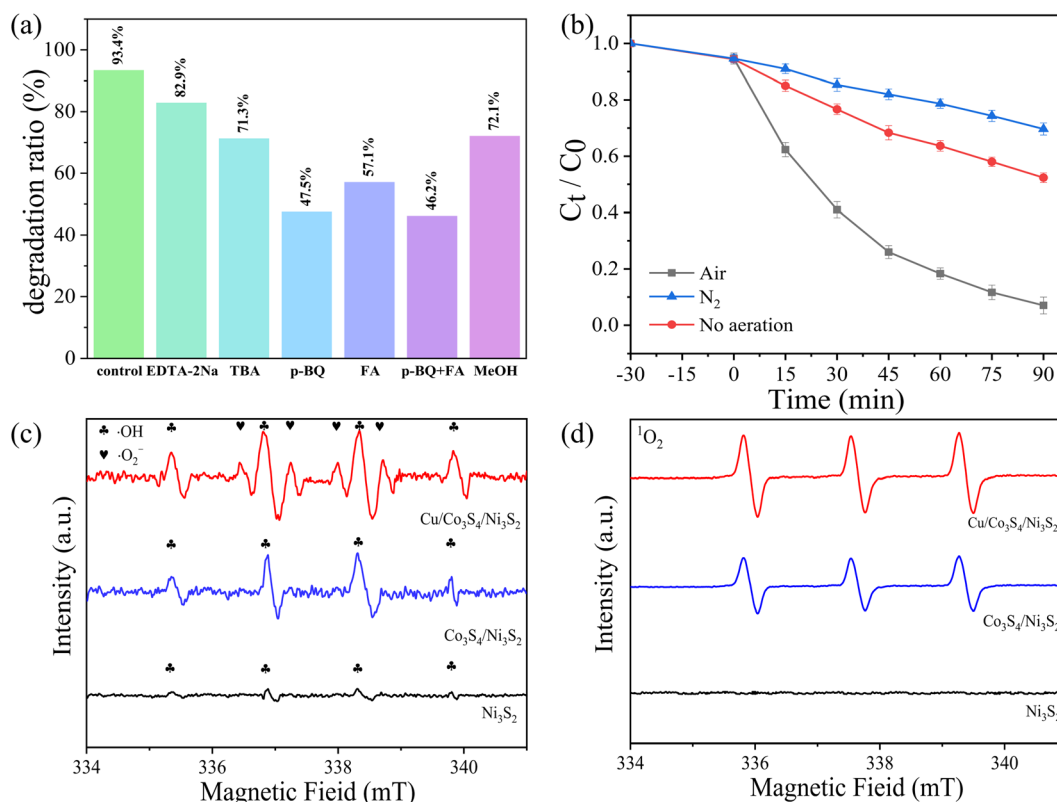 (a)
degradation ratio (%)
100
80
60
40
20
0
93.4%
82.9%
71.3%
47.5%
57.1%
46.2%
72.1%
control EDTA-2Na TBA p-BQ FA p-BQ+FA MeOH
(b)
Cₜ / C₀
1.0
0.8
0.6
0.4
0.2
0.0
Air
N₂
No aeration
-30 -15 0 15 30 45 60 75 90
Time (min)
(c)
♣ ·OH
♥ ·O₂⁻
♣ ♥ ♣ ♥ ♥ ♣ ♥ ♣
Cu/Co₃S₄/Ni₃S₂
♣ ♣ ♣ ♣
Co₃S₄/Ni₃S₂
♣ ♣ ♣ ♣
Ni₃S₂
Intensity (a.u.)
334 336 338 340
Magnetic Fieid (mT)
(d)
¹O₂
Cu/Co₃S₄/Ni₃S₂
Co₃S₄/Ni₃S₂
Ni₃S₂
Intensity (a.u.)
334 336 338 340
Magnetic Fieid (mT)